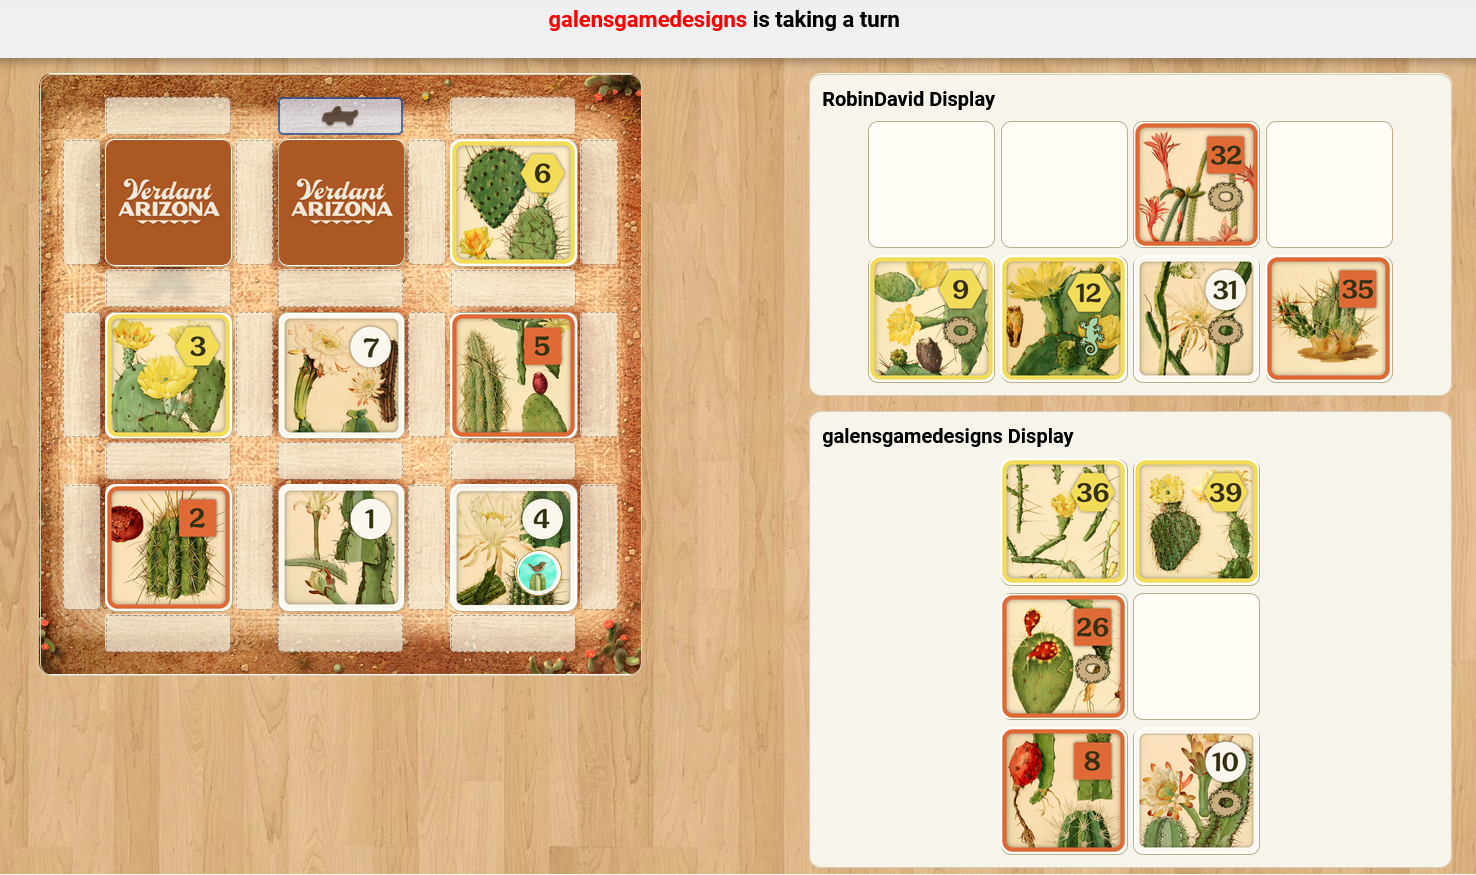 galensgamedesigns is taking a turn
RobinDavid Display
32
9 12 31 35
galensgamedesigns Display
36 39
26
8 10
Verdant
ARIZONA
Verdant
ARIZONA
6
3 7 5
2 1 4